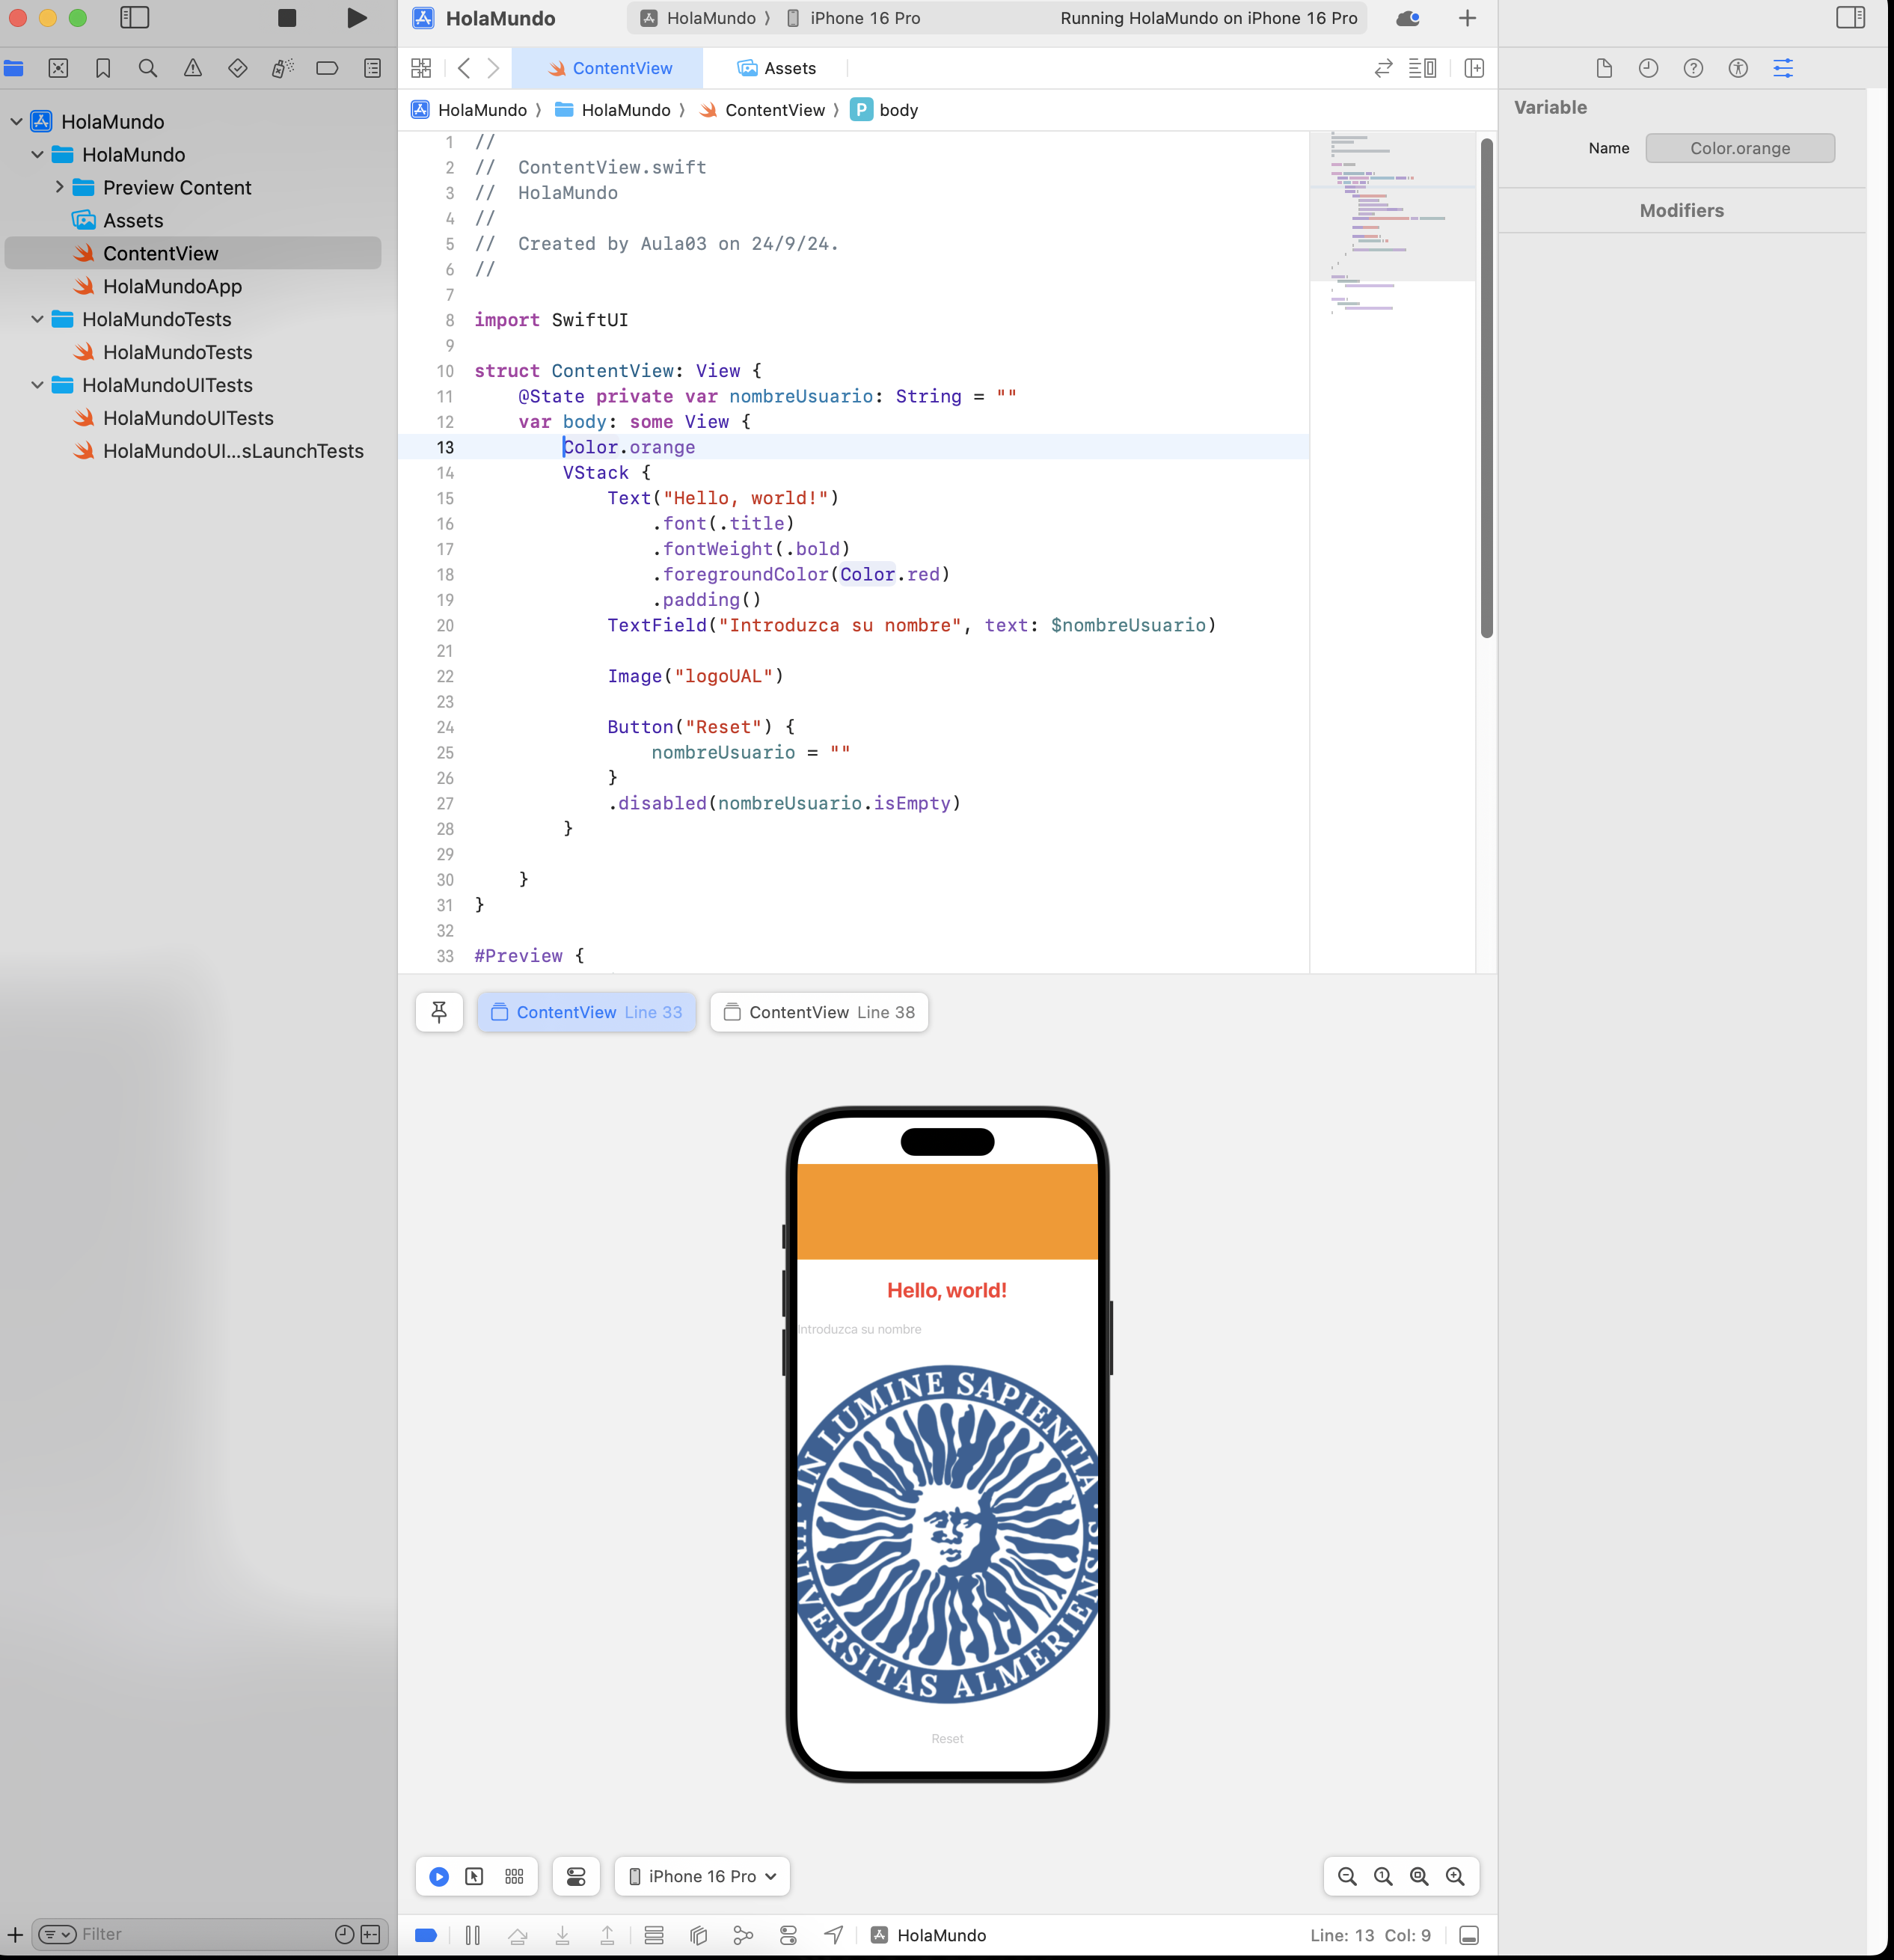 HolaMundo
HolaMundo 〉 iPhone 16 Pro
Running HolaMundo on iPhone 16 Pro
ContentView
Assets
HolaMundo 〉 HolaMundo 〉 ContentView 〉 P body
HolaMundo
HolaMundo
Preview Content
Assets
ContentView
HolaMundoApp
HolaMundoTests
HolaMundoTests
HolaMundoUITests
HolaMundoUITests
HolaMundoUI...sLaunchTests
Filter
1 //
2 //  ContentView.swift
3 //  HolaMundo
4 //
5 //  Created by Aula03 on 24/9/24.
6 //
7
8 import SwiftUI
9
10 struct ContentView: View {
11     @State private var nombreUsuario: String = ""
12     var body: some View {
13         Color.orange
14         VStack {
15             Text("Hello, world!")
16                 .font(.title)
17                 .fontWeight(.bold)
18                 .foregroundColor(Color.red)
19                 .padding()
20             TextField("Introduzca su nombre", text: $nombreUsuario)
21
22             Image("logoUAL")
23
24             Button("Reset") {
25                 nombreUsuario = ""
26             }
27             .disabled(nombreUsuario.isEmpty)
28         }
29
30     }
31 }
32
33 #Preview {
ContentView Line 33
ContentView Line 38
Hello, world!
Introduzca su nombre
IN LUMINE SAPIENTIA
VERSITAS ALMERIENS
Reset
iPhone 16 Pro
HolaMundo
Line: 13 Col: 9
Variable
Name Color.orange
Modifiers